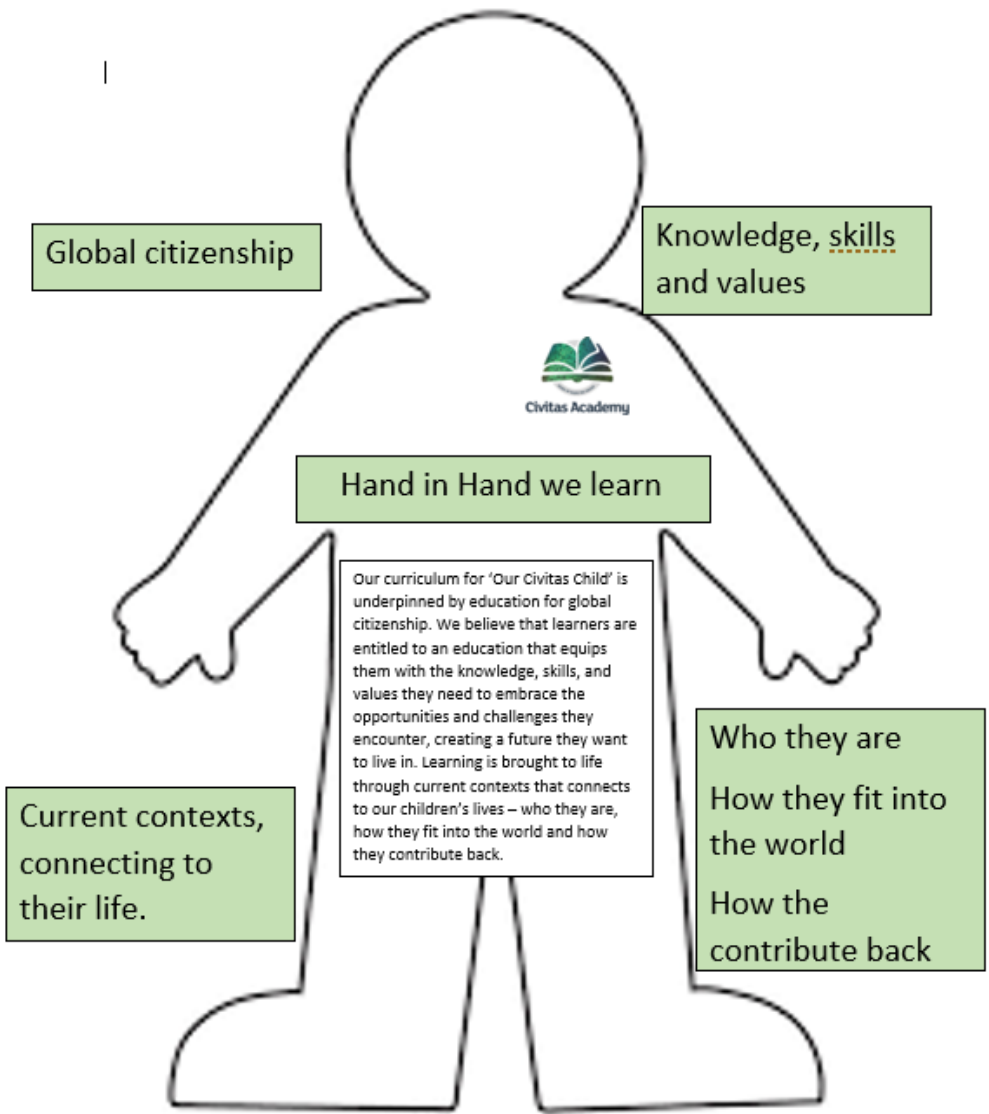 Global citizenship
Knowledge, skills
and values
Civitas Academy
Hand in Hand we learn
Our curriculum for ‘Our Civitas Child’ is
underpinned by education for global
citizenship. We believe that learners are
entitled to an education that equips
them with the knowledge, skills, and
values they need to embrace the
opportunities and challenges they
encounter, creating a future they want
to live in. Learning is brought to life
through current contexts that connects
to our children’s lives – who they are,
how they fit into the world and how
they contribute back.
Current contexts,
connecting to
their life.
Who they are
How they fit into
the world
How the
contribute back